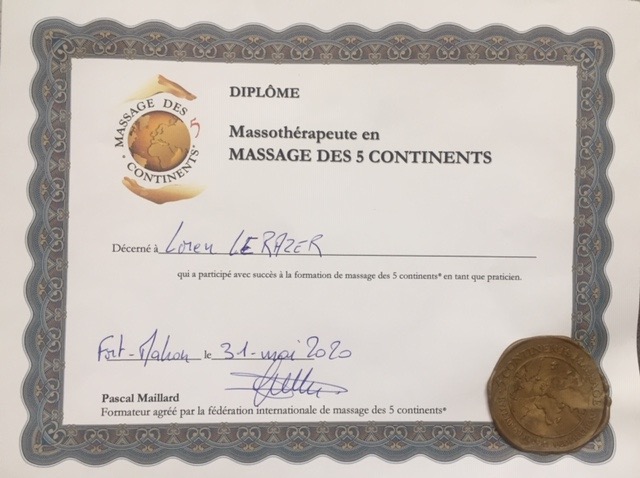 MASSAGE DES 5
CONTINENTS
DIPLÔME
Massothérapeute en
MASSAGE DES 5 CONTINENTS
Décerné à Loren LERAZER
qui a participé avec succès à la formation de massage des 5 continents® en tant que praticien.
Fort-Mahon le 31-mai 2020
Pascal Maillard
Formateur agréé par la fédération internationale de massage des 5 continents®